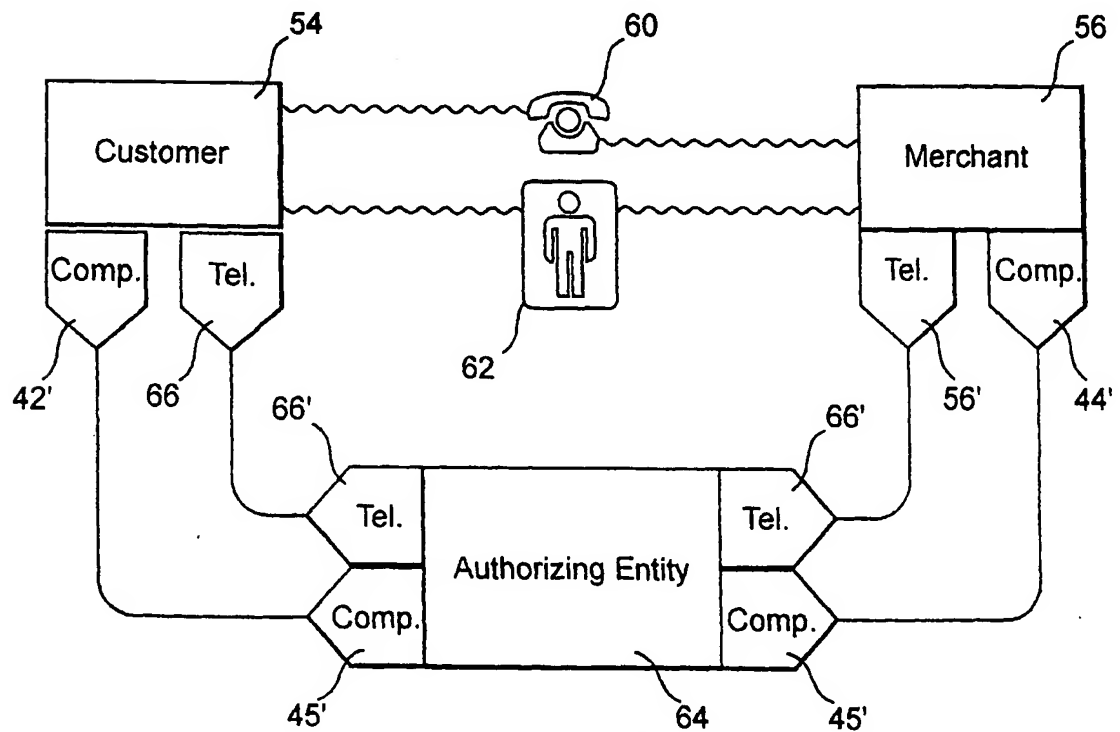 54
60
56
Customer
Merchant
Comp.
Tel.
Tel.
Comp.
62
42'
66
56'
44'
66'
66'
Tel.
Tel.
Authorizing Entity
Comp.
Comp.
45'
64
45'